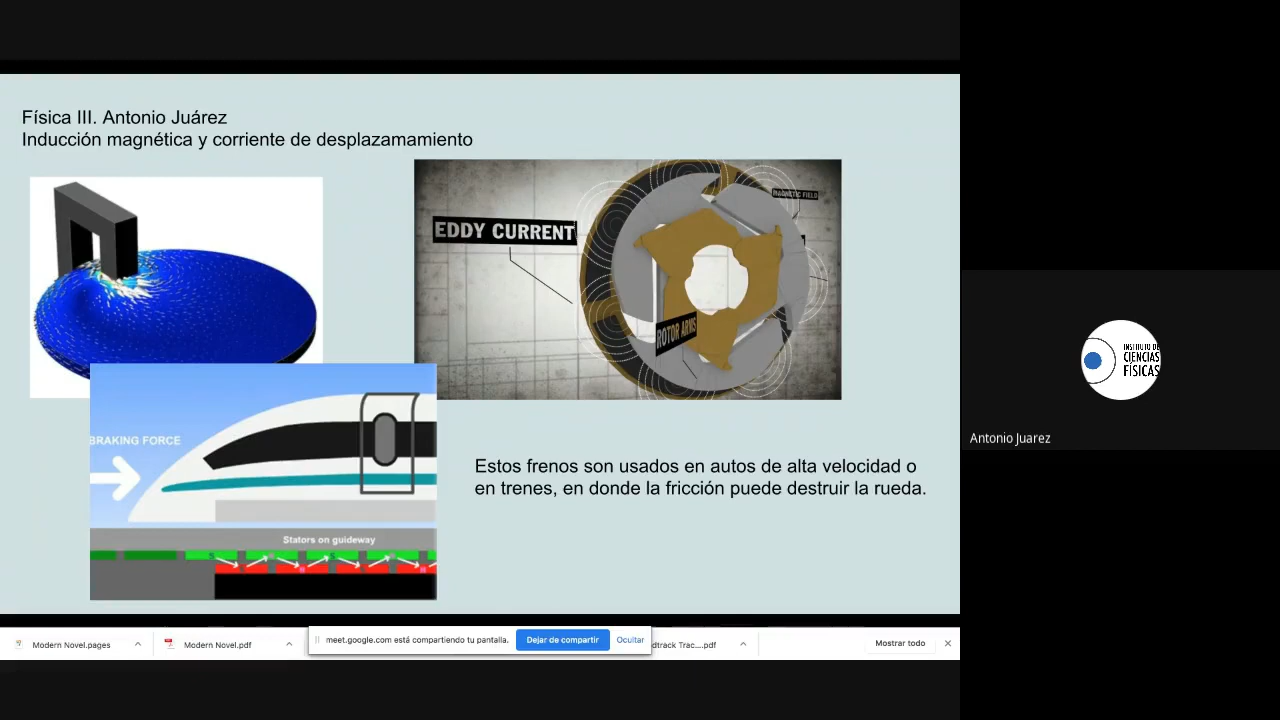 Física III. Antonio Juárez
Inducción magnética y corriente de desplazamamiento
MAGNETIC FIELD
EDDY CURRENT
ROTOR ARMS
BRAKING FORCE
Estos frenos son usados en autos de alta velocidad o
en trenes, en donde la fricción puede destruir la rueda.
Stators on guideway
INSTITUTO DE
CIENCIAS
FÍSICAS
Antonio Juarez
Modern Novel.pages
Modern Novel.pdf
meet.google.com está compartiendo tu pantalla.
Dejar de compartir
Ocultar
dtrack Trac....pdf
Mostrar todo